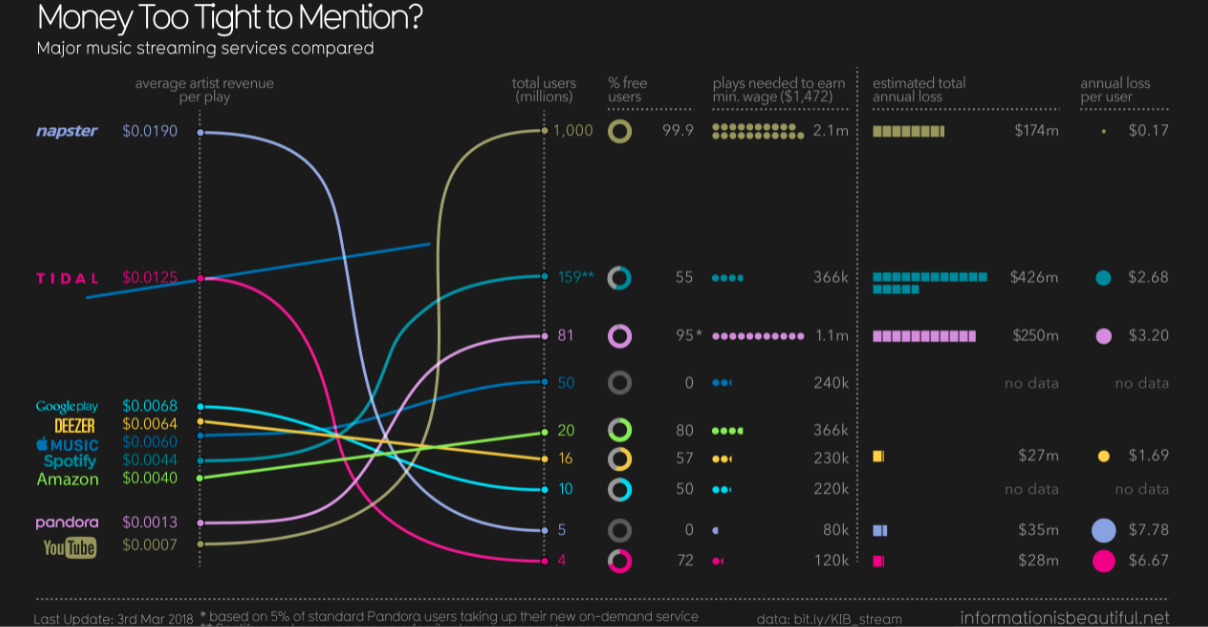 Money Too Tight to Mention?
Major music streaming services compared
average artist revenue
per play
total users
(millions)
% free
users
plays needed to earn
min. wage ($1,472)
estimated total
annual loss
annual loss
per user
napster $0.0190 1,000 99.9 2.1m $174m $0.17
TIDAL $0.0125 159** 55 366k $426m $2.68
81 95* 1.1m $250m $3.20
50 0 240k no data no data
Google play $0.0068
DEEZER $0.0064 20 80 366k
MUSIC $0.0060
Spotify $0.0044 16 57 230k $27m $1.69
Amazon $0.0040
10 50 220k no data no data
pandora $0.0013 5 0 80k $35m $7.78
YouTube $0.0007
4 72 120k $28m $6.67
Last Update: 3rd Mar 2018 * based on 5% of standard Pandora users taking up their new on-demand service data: bit.ly/KIB_stream informationisbeautiful.net